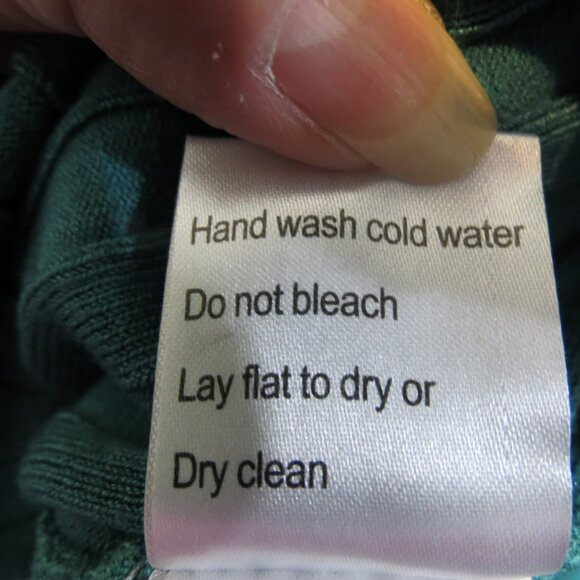 Hand wash cold water
Do not bleach
Lay flat to dry or
Dry clean